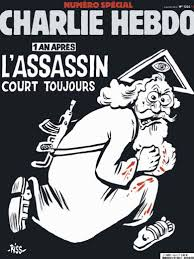 NUMÉRO SPÉCIAL
CHARLIE HEBDO
1 AN APRÈS
L'ASSASSIN
COURT TOUJOURS
RISS